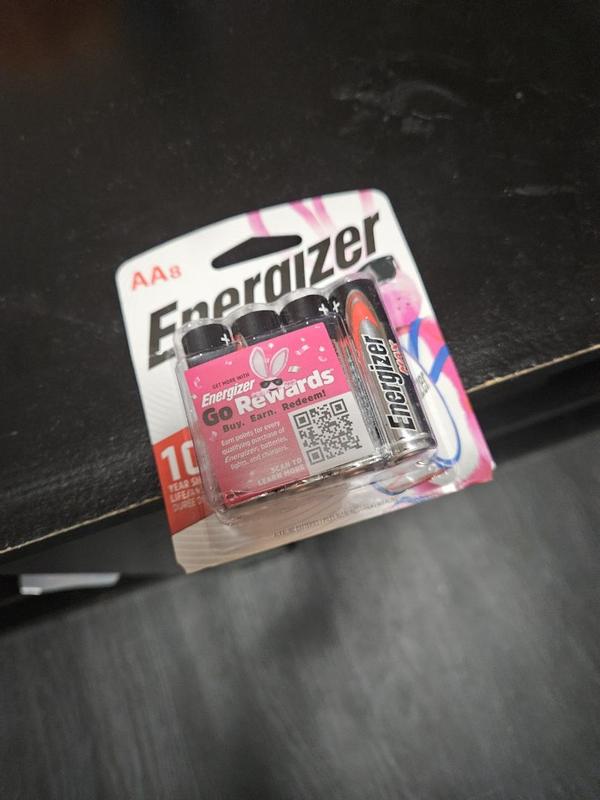 AA8
Energizer
GET MORE WITH
Energizer
Go Rewards
Buy. Earn. Redeem!
Earn points for every
qualifying purchase of
Energizer batteries,
lights, and chargers.
SCAN TO
LEARN MORE
Energizer
MAX
10
YEAR